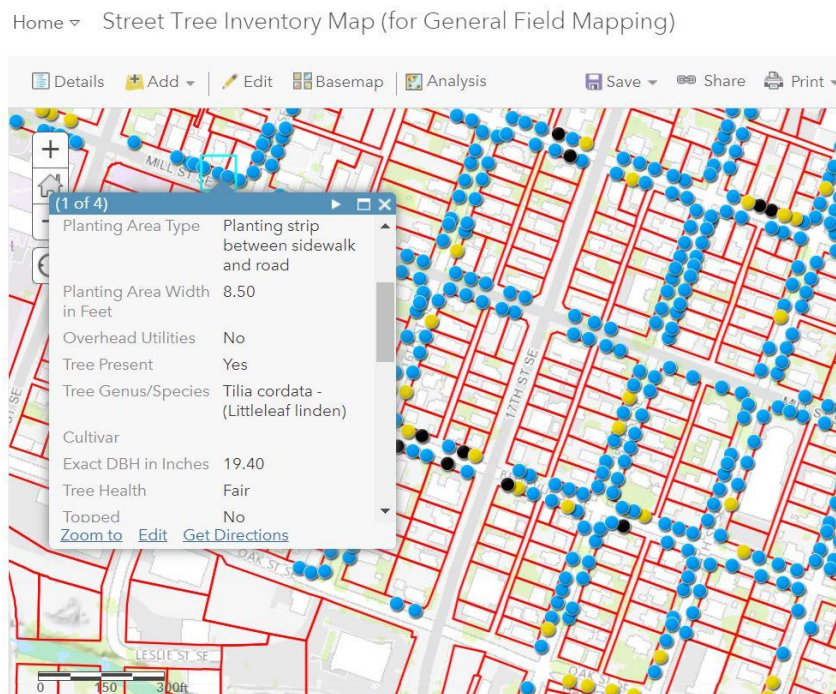 Home Street Tree Inventory Map (for General Field Mapping)
Details Add Edit Basemap Analysis Save Share Print
MILL ST SE
(1 of 4)
Planting Area Type Planting strip
between sidewalk
and road
Planting Area Width 8.50
in Feet
Overhead Utilities No
Tree Present Yes
Tree Genus/Species Tilia cordata -
(Littleleaf linden)
Cultivar
Exact DBH in Inches 19.40
Tree Health Fair
Topped No
Zoom to Edit Get Directions
17TH ST SE
OAK ST SE
LESLIE ST SE
OAK ST SE
0 150 300ft